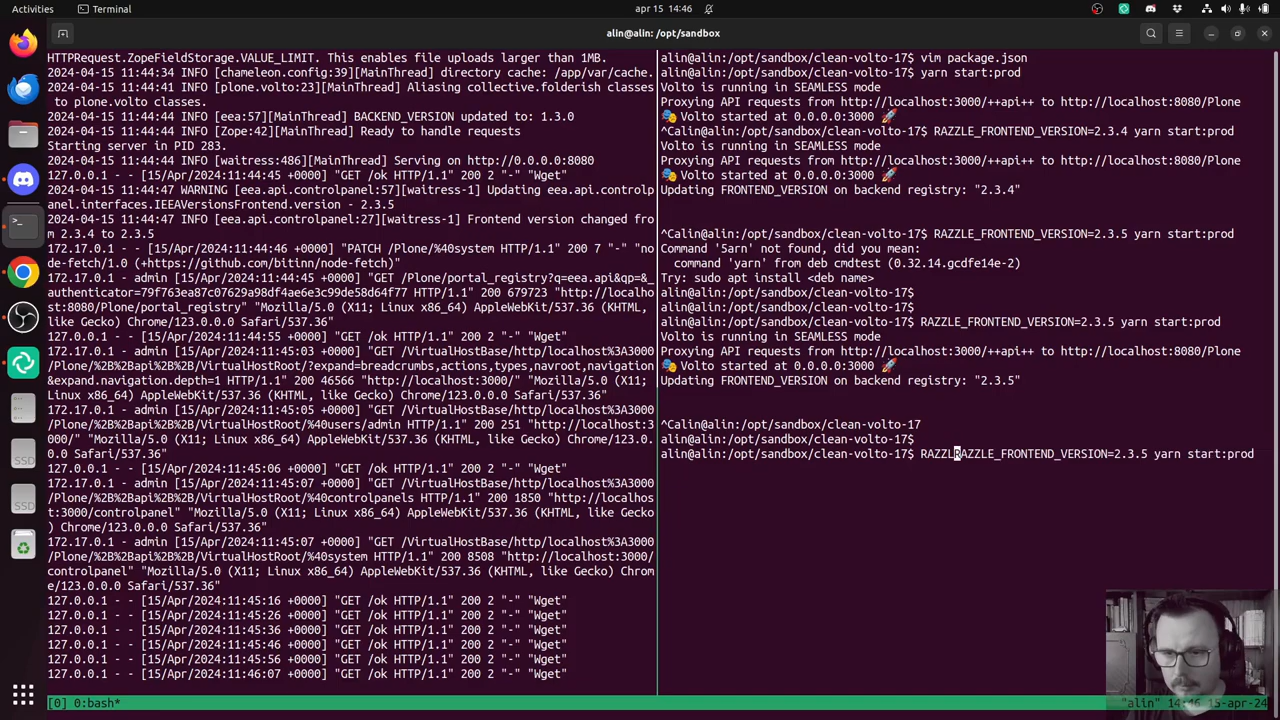 Activities
Terminal
apr 15 14:46
alin@alin: /opt/sandbox
HTTPRequest.ZopeFieldStorage.VALUE_LIMIT. This enables file uploads larger than 1MB.
2024-04-15 11:44:34 INFO [chameleon.config:39][MainThread] directory cache: /app/var/cache.
2024-04-15 11:44:41 INFO [plone.volto:23][MainThread] Aliasing collective.folderish classes
to plone.volto classes.
2024-04-15 11:44:42 INFO [eea:57][MainThread] BACKEND_VERSION updated to: 1.3.0
2024-04-15 11:44:44 INFO [Zope:42][MainThread] Ready to handle requests
Starting server in PID 283.
2024-04-15 11:44:44 INFO [waitress:486][MainThread] Serving on http://0.0.0.0:8080
127.0.0.1 - - [15/Apr/2024:11:44:45 +0000] "GET /ok HTTP/1.1" 200 2 "-" "Wget"
2024-04-15 11:44:47 WARNING [eea.api.controlpanel:57][waitress-1] Updating eea.api.controlp
anel.interfaces.IEEAVersionsFrontend.version - 2.3.5
2024-04-15 11:44:47 INFO [eea.api.controlpanel:27][waitress-1] Frontend version changed fro
m 2.3.4 to 2.3.5
172.17.0.1 - - [15/Apr/2024:11:44:46 +0000] "PATCH /Plone/%40system HTTP/1.1" 200 7 "-" "no
de-fetch/1.0 (+https://github.com/bitinn/node-fetch)"
172.17.0.1 - admin [15/Apr/2024:11:44:45 +0000] "GET /Plone/portal_registry?q=eea.api&qp=&_
authenticator=79f763ea87c07629a98df4ae6e3c99de58d64f77 HTTP/1.1" 200 679723 "http://localho
st:8080/Plone/portal_registry" "Mozilla/5.0 (X11; Linux x86_64) AppleWebKit/537.36 (KHTML,
like Gecko) Chrome/123.0.0.0 Safari/537.36"
127.0.0.1 - - [15/Apr/2024:11:44:55 +0000] "GET /ok HTTP/1.1" 200 2 "-" "Wget"
172.17.0.1 - admin [15/Apr/2024:11:45:03 +0000] "GET /VirtualHostBase/http/localhost%3A3000
/Plone/%2B%2Bapi%2B%2B/VirtualHostRoot/?expand=breadcrumbs,actions,types,navroot,navigation
&expand.navigation.depth=1 HTTP/1.1" 200 46566 "http://localhost:3000/" "Mozilla/5.0 (X11;
Linux x86_64) AppleWebKit/537.36 (KHTML, like Gecko) Chrome/123.0.0.0 Safari/537.36"
172.17.0.1 - admin [15/Apr/2024:11:45:05 +0000] "GET /VirtualHostBase/http/localhost%3A3000
/Plone/%2B%2Bapi%2B%2B/VirtualHostRoot/%40users/admin HTTP/1.1" 200 251 "http://localhost:3
000/" "Mozilla/5.0 (X11; Linux x86_64) AppleWebKit/537.36 (KHTML, like Gecko) Chrome/123.0.
0.0 Safari/537.36"
127.0.0.1 - - [15/Apr/2024:11:45:06 +0000] "GET /ok HTTP/1.1" 200 2 "-" "Wget"
172.17.0.1 - admin [15/Apr/2024:11:45:07 +0000] "GET /VirtualHostBase/http/localhost%3A3000
/Plone/%2B%2Bapi%2B%2B/VirtualHostRoot/%40controlpanels HTTP/1.1" 200 1850 "http://localhos
t:3000/controlpanel" "Mozilla/5.0 (X11; Linux x86_64) AppleWebKit/537.36 (KHTML, like Gecko
) Chrome/123.0.0.0 Safari/537.36"
172.17.0.1 - admin [15/Apr/2024:11:45:07 +0000] "GET /VirtualHostBase/http/localhost%3A3000
/Plone/%2B%2Bapi%2B%2B/VirtualHostRoot/%40system HTTP/1.1" 200 8508 "http://localhost:3000/
controlpanel" "Mozilla/5.0 (X11; Linux x86_64) AppleWebKit/537.36 (KHTML, like Gecko) Chrom
e/123.0.0.0 Safari/537.36"
127.0.0.1 - - [15/Apr/2024:11:45:16 +0000] "GET /ok HTTP/1.1" 200 2 "-" "Wget"
127.0.0.1 - - [15/Apr/2024:11:45:26 +0000] "GET /ok HTTP/1.1" 200 2 "-" "Wget"
127.0.0.1 - - [15/Apr/2024:11:45:36 +0000] "GET /ok HTTP/1.1" 200 2 "-" "Wget"
127.0.0.1 - - [15/Apr/2024:11:45:46 +0000] "GET /ok HTTP/1.1" 200 2 "-" "Wget"
127.0.0.1 - - [15/Apr/2024:11:45:56 +0000] "GET /ok HTTP/1.1" 200 2 "-" "Wget"
127.0.0.1 - - [15/Apr/2024:11:46:07 +0000] "GET /ok HTTP/1.1" 200 2 "-" "Wget"
alin@alin:/opt/sandbox/clean-volto-17$ vim package.json
alin@alin:/opt/sandbox/clean-volto-17$ yarn start:prod
Volto is running in SEAMLESS mode
Proxying API requests from http://localhost:3000/++api++ to http://localhost:8080/Plone
🎭 Volto started at 0.0.0.0:3000 🚀
^Calin@alin:/opt/sandbox/clean-volto-17$ RAZZLE_FRONTEND_VERSION=2.3.4 yarn start:prod
Volto is running in SEAMLESS mode
Proxying API requests from http://localhost:3000/++api++ to http://localhost:8080/Plone
🎭 Volto started at 0.0.0.0:3000 🚀
Updating FRONTEND_VERSION on backend registry: "2.3.4"
^Calin@alin:/opt/sandbox/clean-volto-17$ RAZZLE_FRONTEND_VERSION=2.3.5 yarn start:prod
Command '5arn' not found, did you mean:
command 'yarn' from deb cmdtest (0.32.14.gcdfe14e-2)
Try: sudo apt install <deb name>
alin@alin:/opt/sandbox/clean-volto-17$
alin@alin:/opt/sandbox/clean-volto-17$
alin@alin:/opt/sandbox/clean-volto-17$ RAZZLE_FRONTEND_VERSION=2.3.5 yarn start:prod
Volto is running in SEAMLESS mode
Proxying API requests from http://localhost:3000/++api++ to http://localhost:8080/Plone
🎭 Volto started at 0.0.0.0:3000 🚀
Updating FRONTEND_VERSION on backend registry: "2.3.5"
^Calin@alin:/opt/sandbox/clean-volto-17
alin@alin:/opt/sandbox/clean-volto-17$
alin@alin:/opt/sandbox/clean-volto-17$ RAZZLRAZZLE_FRONTEND_VERSION=2.3.5 yarn start:prod
SSD
SSD
[0] 0:bash*
"alin" 14:46 15-apr-24